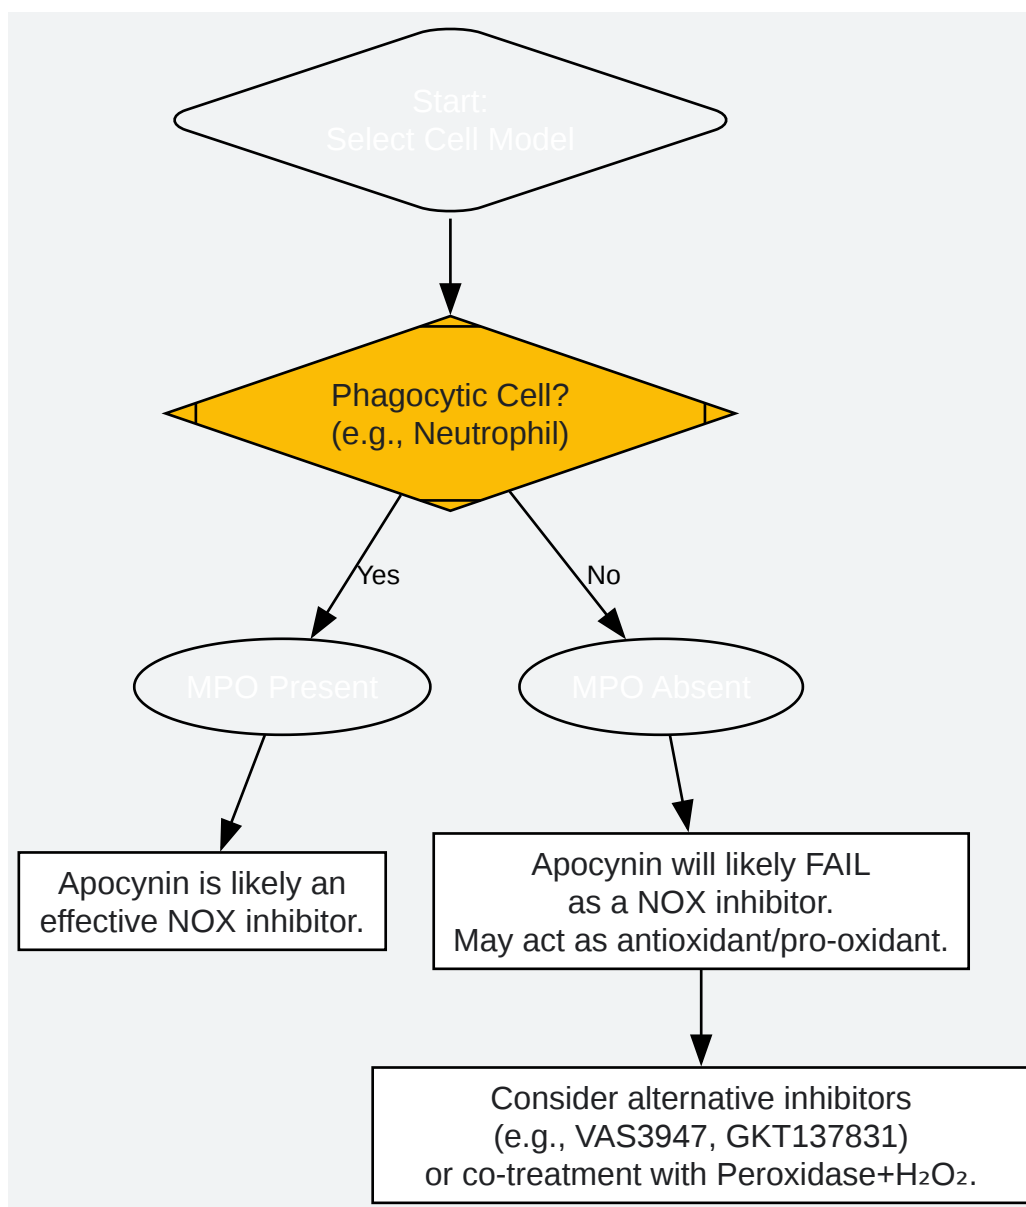 Start:
Select Cell Model
Phagocytic Cell?
(e.g., Neutrophil)
Yes
No
MPO Present
MPO Absent
Apocynin is likely an
effective NOX inhibitor.
Apocynin will likely FAIL
as a NOX inhibitor.
May act as antioxidant/pro-oxidant.
Consider alternative inhibitors
(e.g., VAS3947, GKT137831)
or co-treatment with Peroxidase+H₂O₂.